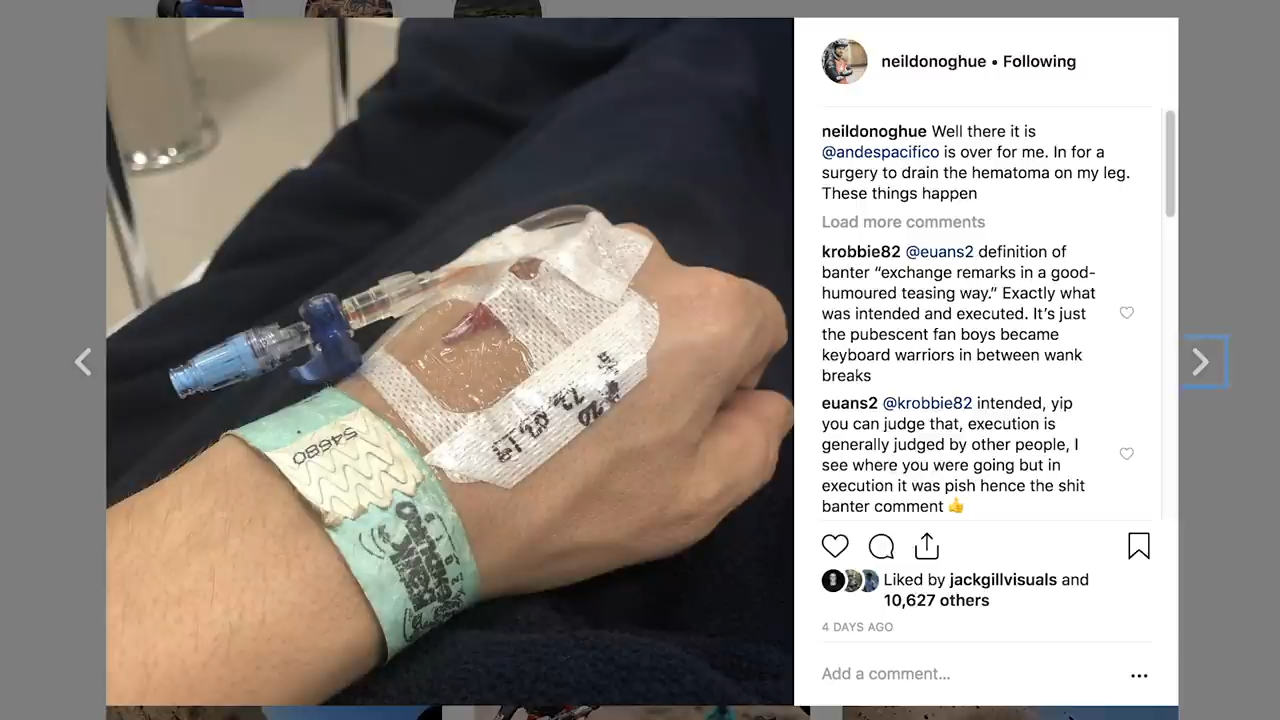 neildonoghue • Following
neildonoghue Well there it is
@andespacifico is over for me. In for a
surgery to drain the hematoma on my leg.
These things happen
Load more comments
krobbie82 @euans2 definition of
banter “exchange remarks in a good-
humoured teasing way.” Exactly what
was intended and executed. It’s just
the pubescent fan boys became
keyboard warriors in between wank
breaks
euans2 @krobbie82 intended, yip
you can judge that, execution is
generally judged by other people, I
see where you were going but in
execution it was pish hence the shit
banter comment 👍
Liked by jackgillvisuals and
10,627 others
4 DAYS AGO
Add a comment...
54680